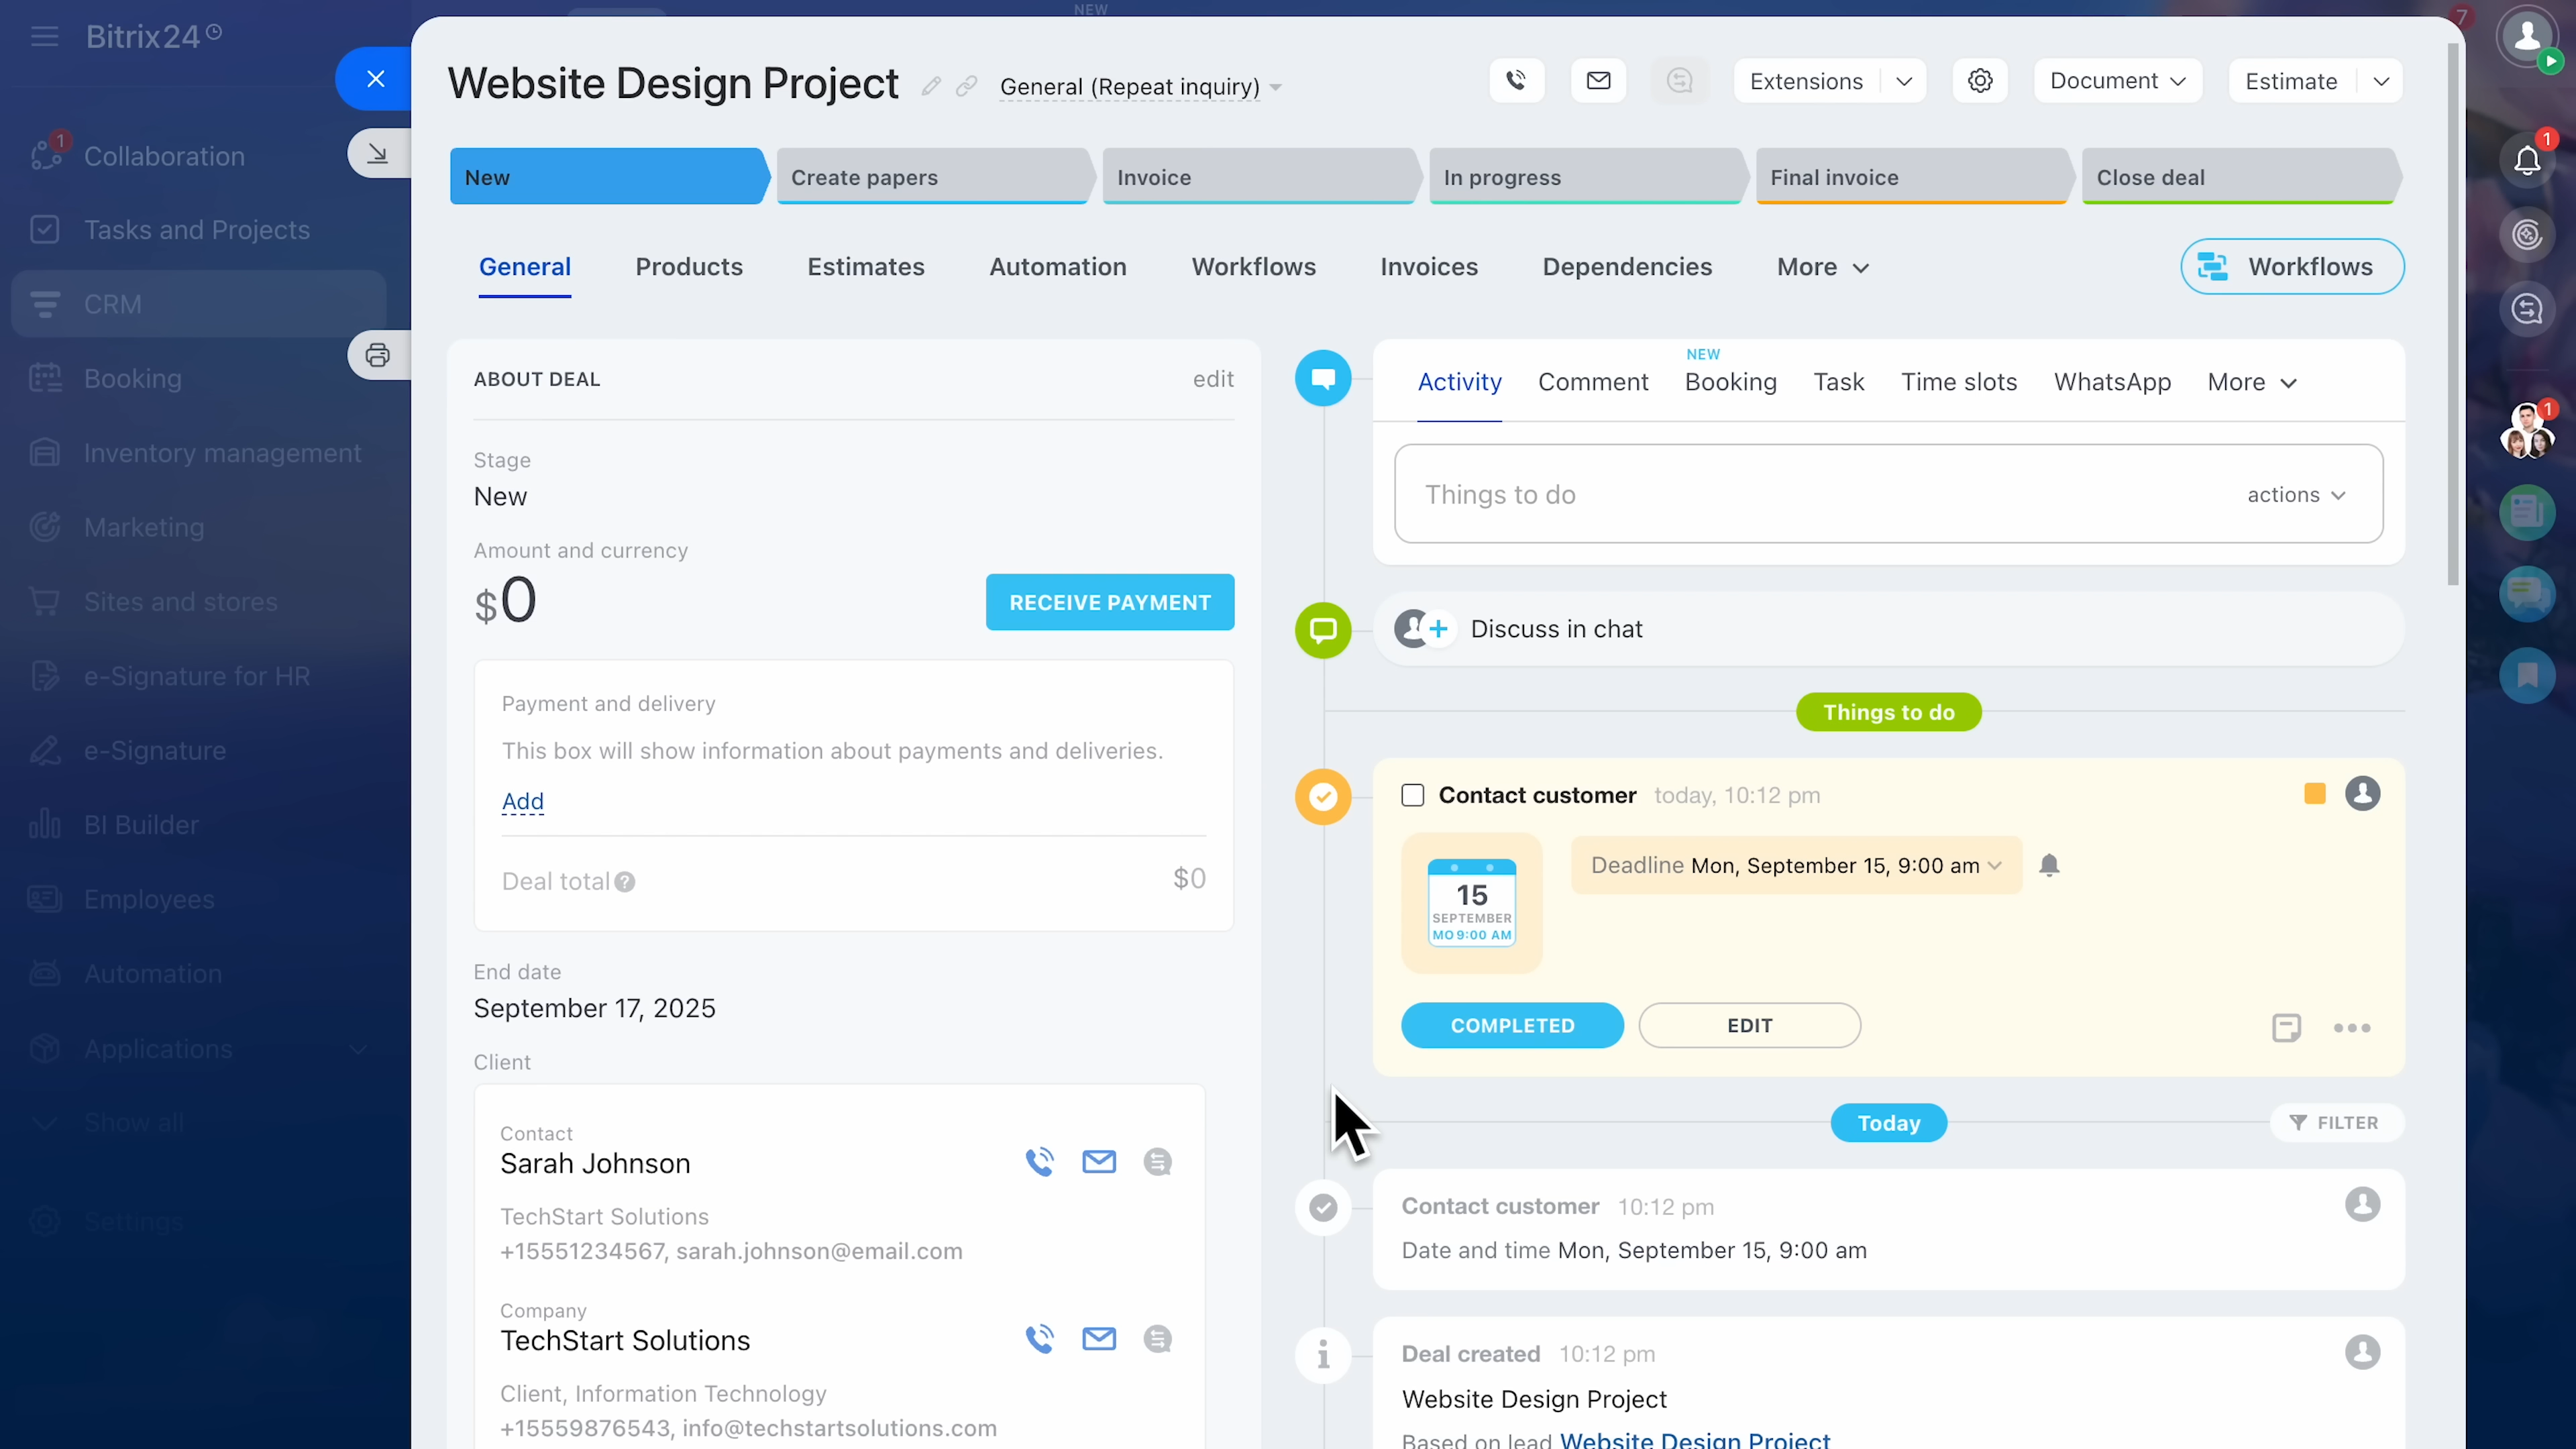 Bitrix24
NEW
7
Website Design Project
General (Repeat inquiry)
Extensions
Document
Estimate
New
Create papers
Invoice
In progress
Final invoice
Close deal
General
Products
Estimates
Automation
Workflows
Invoices
Dependencies
More
Workflows
1
Collaboration
Tasks and Projects
CRM
Booking
Inventory management
Marketing
Sites and stores
e-Signature for HR
e-Signature
BI Builder
Employees
Automation
Applications
Show all
Settings
ABOUT DEAL
edit
Stage
New
Amount and currency
$0
RECEIVE PAYMENT
Payment and delivery
This box will show information about payments and deliveries.
Add
Deal total ?
$0
End date
September 17, 2025
Client
Contact
Sarah Johnson
TechStart Solutions
+15551234567, sarah.johnson@email.com
Company
TechStart Solutions
Client, Information Technology
+15559876543, info@techstartsolutions.com
Activity
Comment
NEW
Booking
Task
Time slots
WhatsApp
More
Things to do
actions
Discuss in chat
Things to do
Contact customer today, 10:12 pm
15
SEPTEMBER
MO 9:00 AM
Deadline Mon, September 15, 9:00 am
COMPLETED
EDIT
Today
FILTER
Contact customer 10:12 pm
Date and time Mon, September 15, 9:00 am
Deal created 10:12 pm
Website Design Project
Based on lead Website Design Project
1
1